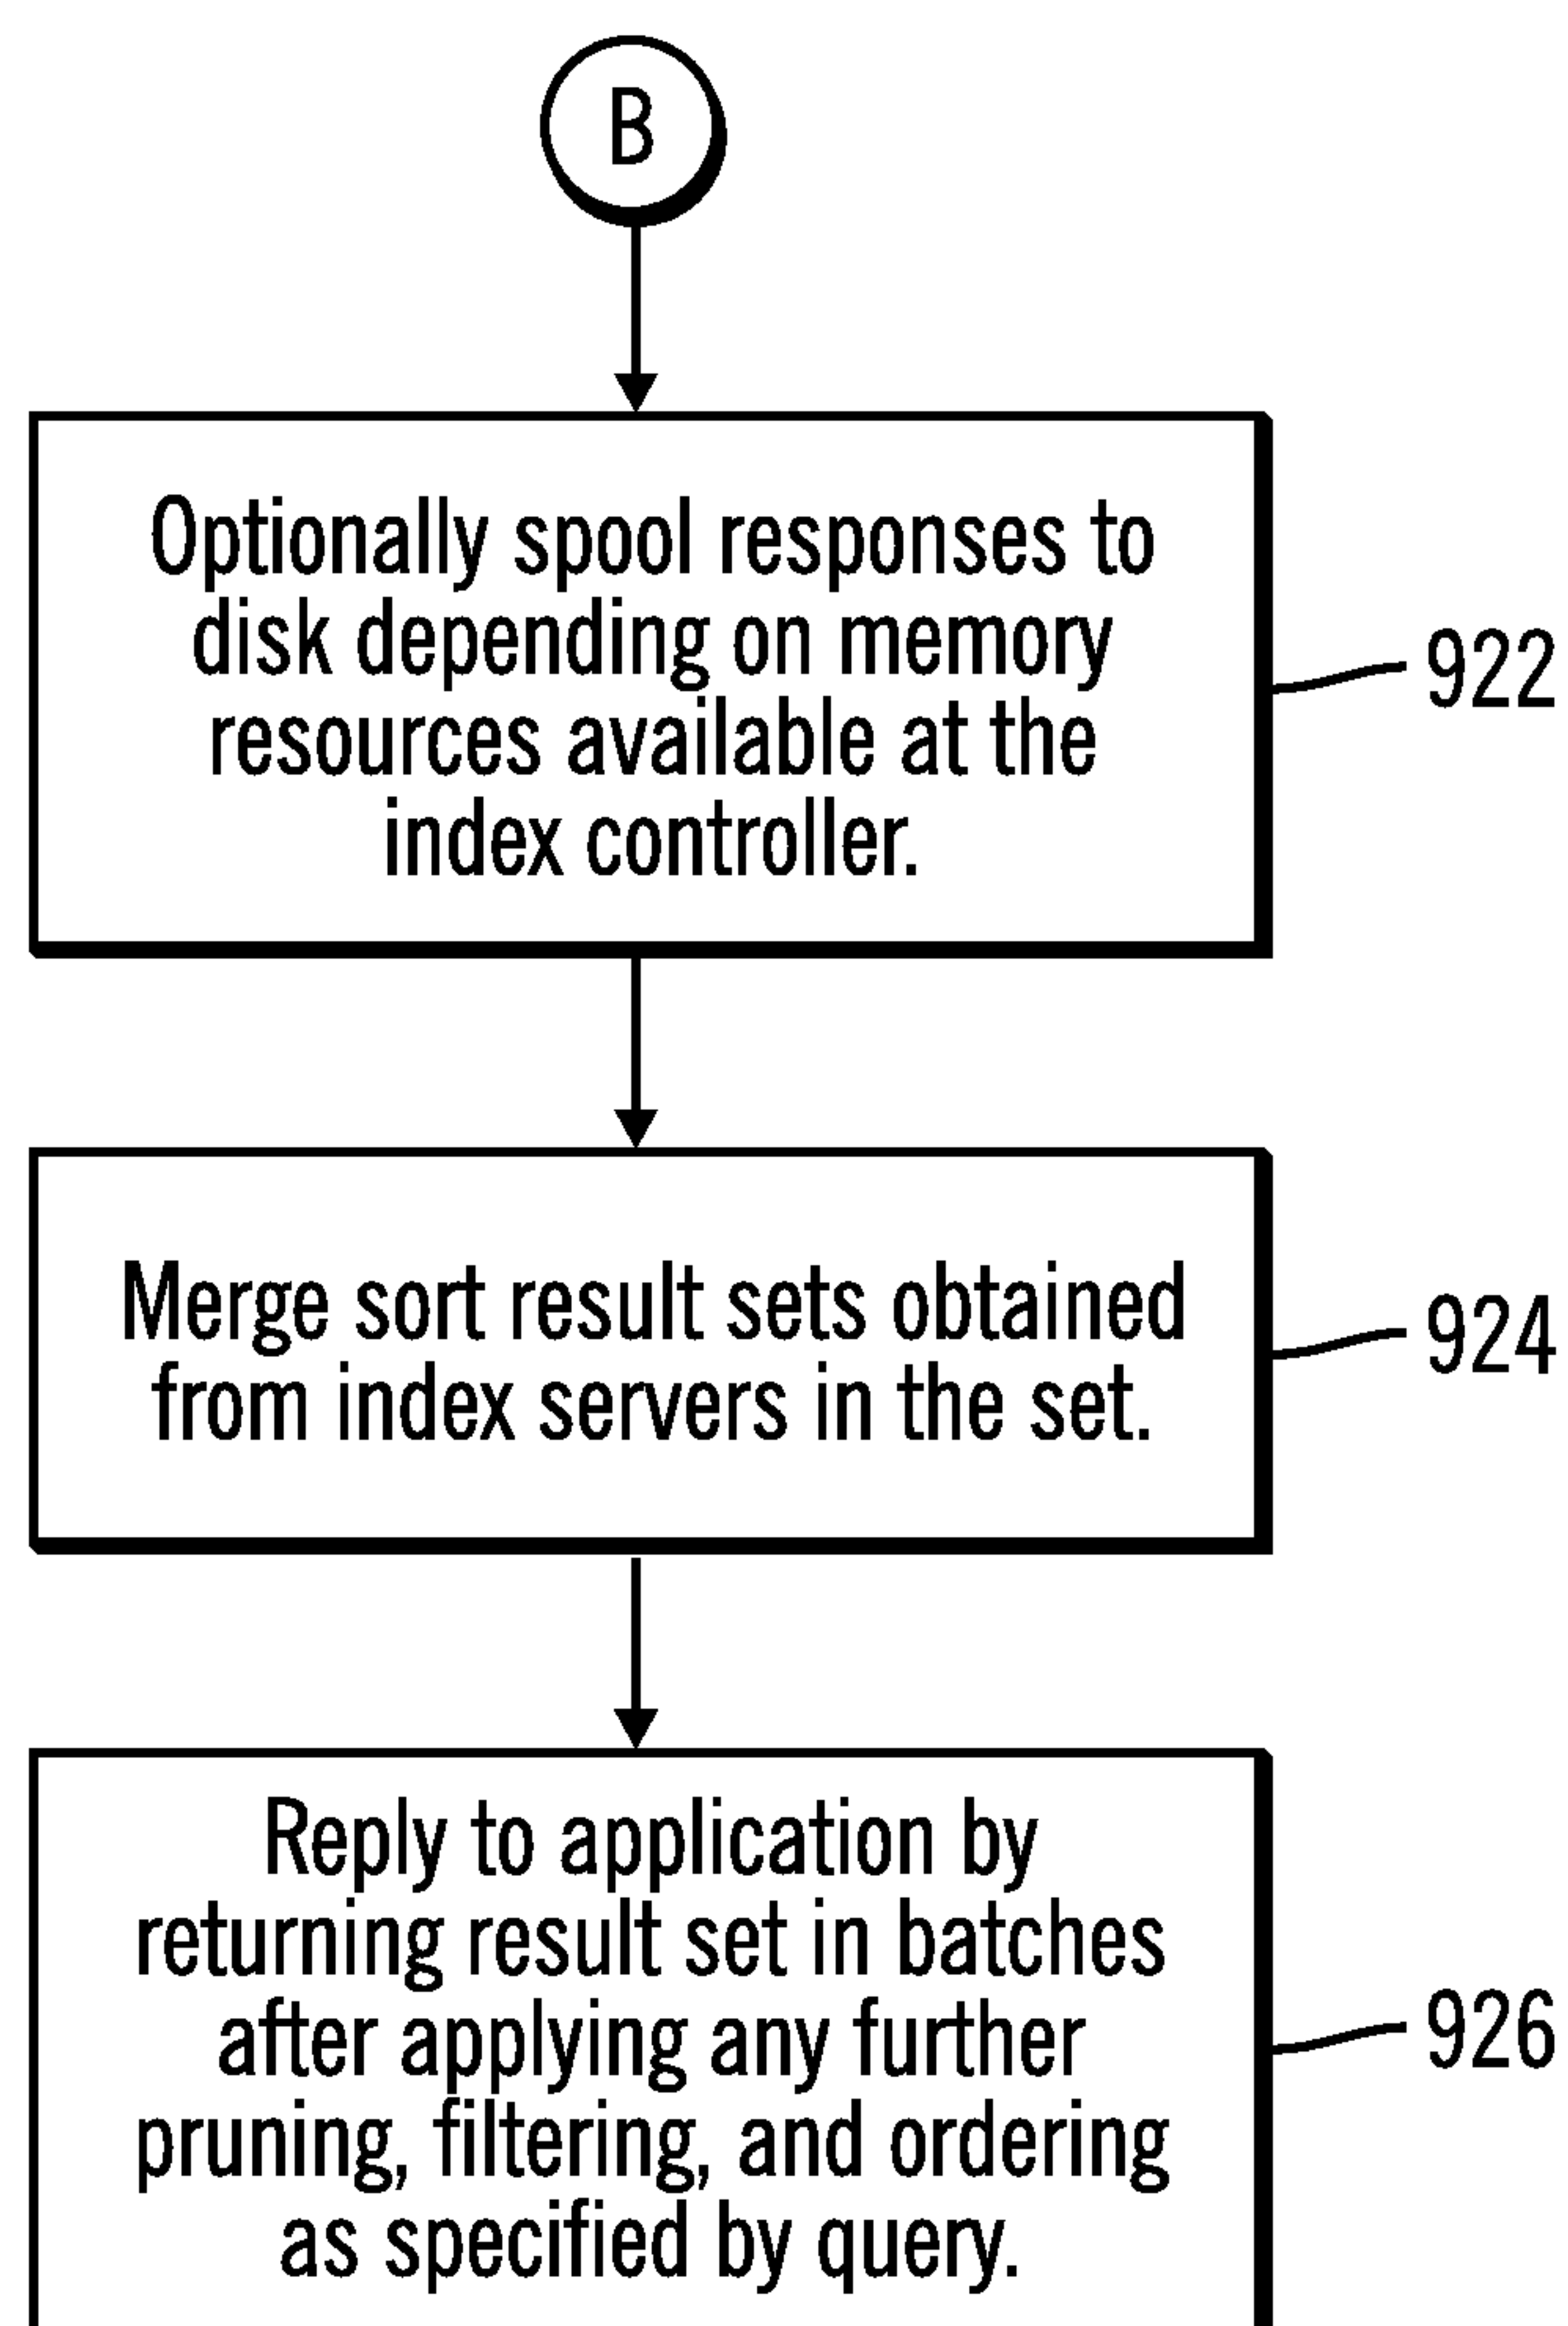 B
Optionally spool responses to
disk depending on memory
resources available at the
index controller.
922
Merge sort result sets obtained
from index servers in the set.
924
Reply to application by
returning result set in batches
after applying any further
pruning, filtering, and ordering
as specified by query.
926